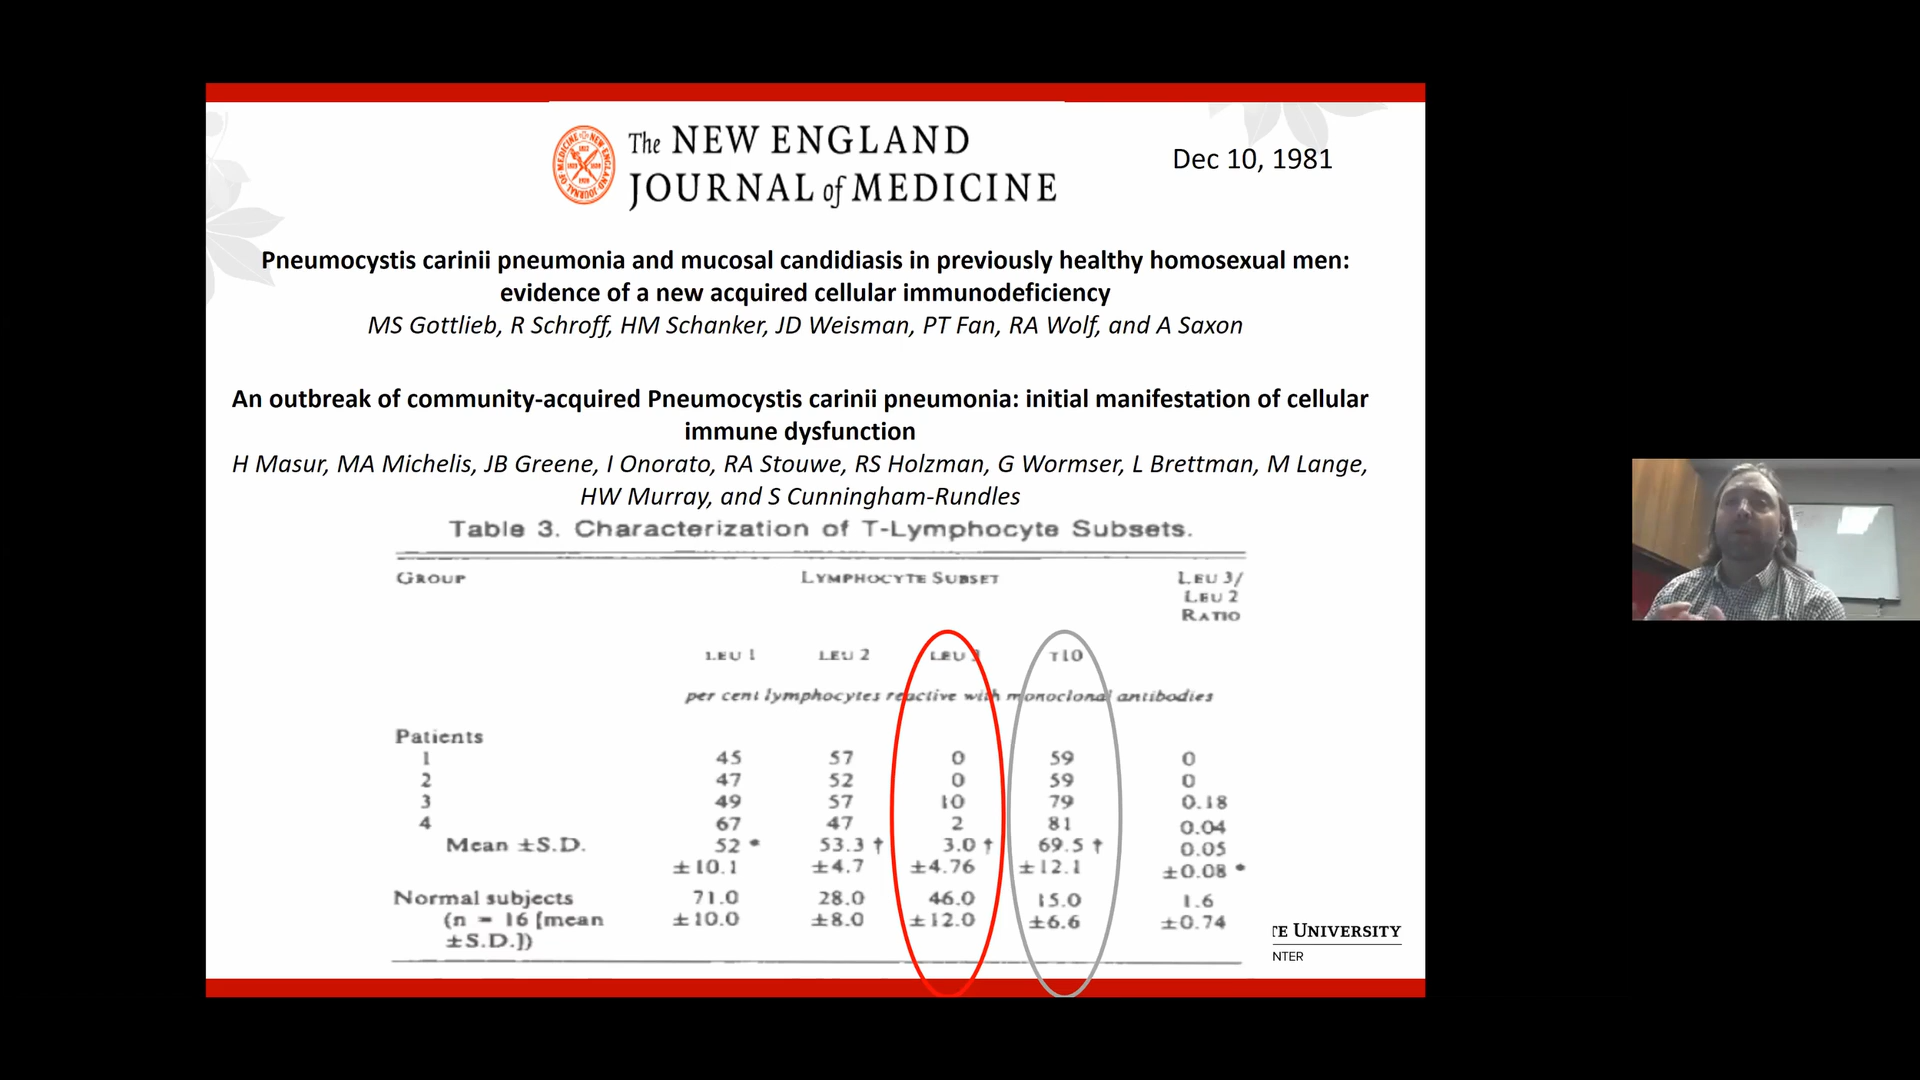 The NEW ENGLAND
JOURNAL of MEDICINE
Dec 10, 1981
Pneumocystis carinii pneumonia and mucosal candidiasis in previously healthy homosexual men:
evidence of a new acquired cellular immunodeficiency
MS Gottlieb, R Schroff, HM Schanker, JD Weisman, PT Fan, RA Wolf, and A Saxon
An outbreak of community-acquired Pneumocystis carinii pneumonia: initial manifestation of cellular
immune dysfunction
H Masur, MA Michelis, JB Greene, I Onorato, RA Stouwe, RS Holzman, G Wormser, L Brettman, M Lange,
HW Murray, and S Cunningham-Rundles
Table 3. Characterization of T-Lymphocyte Subsets.
GROUP LYMPHOCYTE SUBSET LEU 3/
LEU 2
RATIO
LEU 1 LEU 2 LEU 3 T10
per cent lymphocytes reactive with monoclonal antibodies
Patients
1 45 57 0 59 0
2 47 52 0 59 0
3 49 57 10 79 0.18
4 67 47 2 81 0.04
Mean ±S.D. 52 * 53.3 † 3.0 † 69.5 † 0.05
±10.1 ±4.7 ±4.76 ±12.1 ±0.08 *
Normal subjects 71.0 28.0 46.0 15.0 1.6
(n = 16 [mean ±10.0 ±8.0 ±12.0 ±6.6 ±0.74
±S.D.])
TE UNIVERSITY
NTER